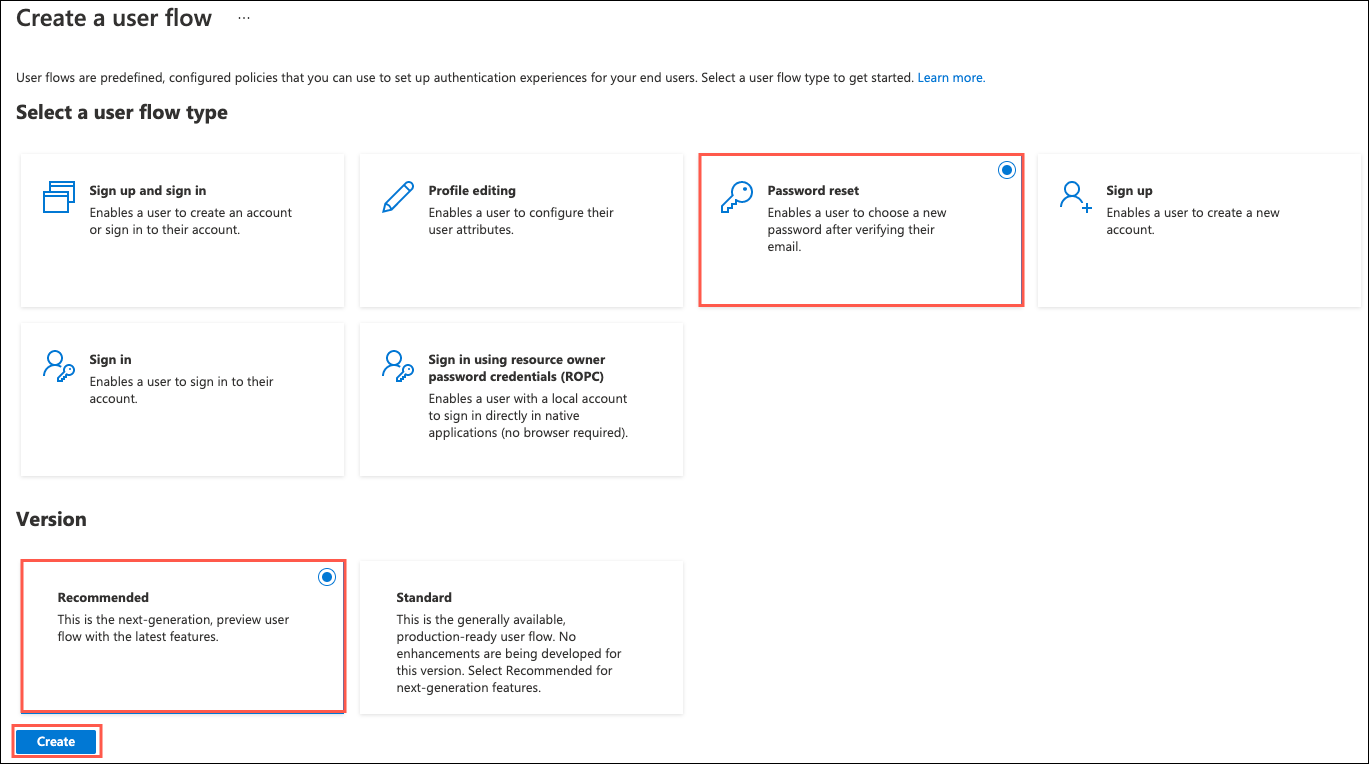 Create a user flow ...
User flows are predefined, configured policies that you can use to set up authentication experiences for your end users. Select a user flow type to get started. Learn more.
Select a user flow type
Sign up and sign in
Enables a user to create an account
or sign in to their account.
Profile editing
Enables a user to configure their
user attributes.
Password reset
Enables a user to choose a new
password after verifying their
email.
Sign up
Enables a user to create a new
account.
Sign in
Enables a user to sign in to their
account.
Sign in using resource owner
password credentials (ROPC)
Enables a user with a local account
to sign in directly in native
applications (no browser required).
Version
Recommended
This is the next-generation, preview user
flow with the latest features.
Standard
This is the generally available,
production-ready user flow. No
enhancements are being developed for
this version. Select Recommended for
next-generation features.
Create